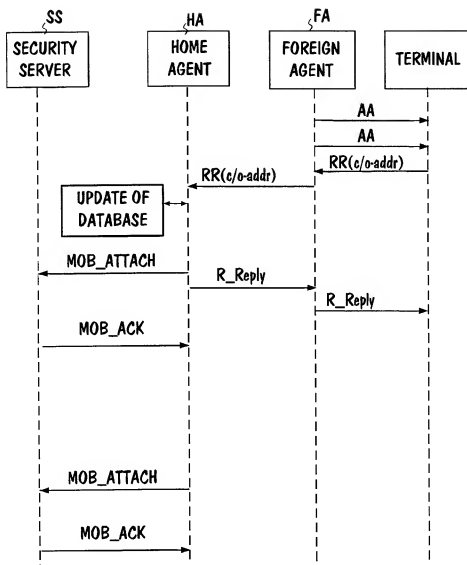 SS
HA
FA
SECURITY
SERVER
HOME
AGENT
FOREIGN
AGENT
TERMINAL
AA
AA
RR(c/o-addr)
RR(c/o-addr)
UPDATE OF
DATABASE
MOB_ATTACH
R_Reply
R_Reply
MOB_ACK
MOB_ATTACH
MOB_ACK